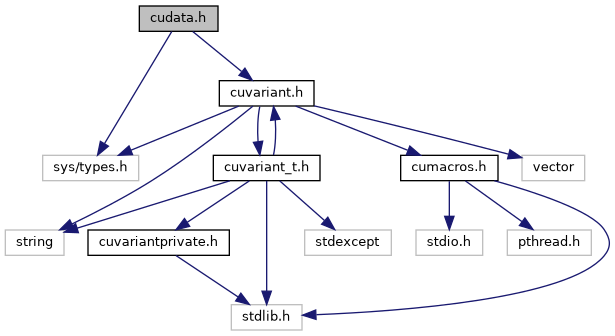 cudata.h
cuvariant.h
sys/types.h
cuvariant_t.h
cumacros.h
vector
string
cuvariantprivate.h
stdexcept
stdio.h
pthread.h
stdlib.h